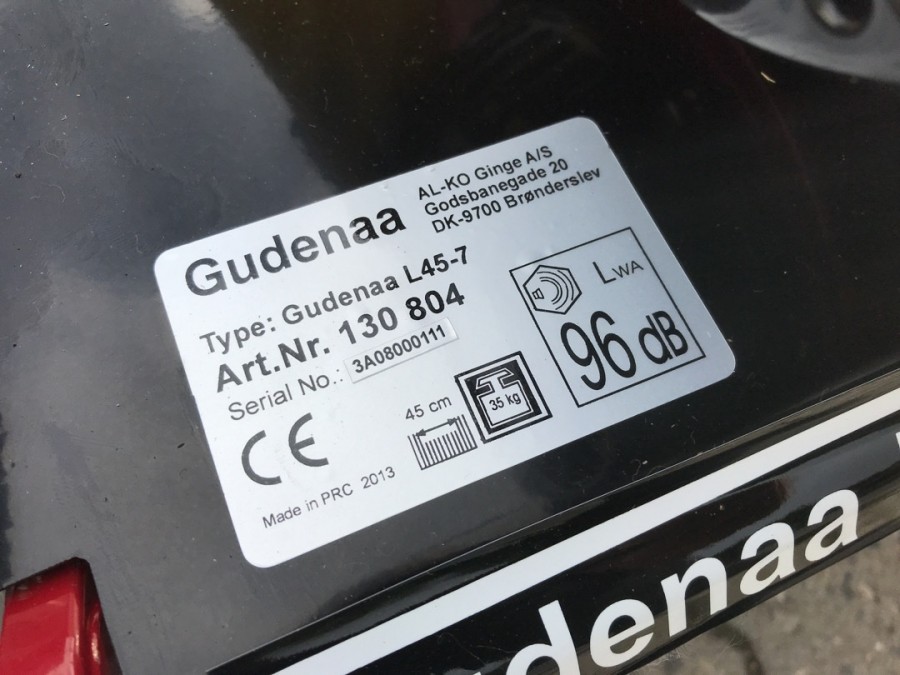 Gudenaa
AL-KO Ginge A/S
Godsbanegade 20
DK-9700 Brønderslev
Type: Gudenaa L45-7
Art.Nr. 130 804
Serial No.: 3A08000111
LWA
96 dB
45 cm
35 kg
CE
Made in PRC 2013
Gudenaa